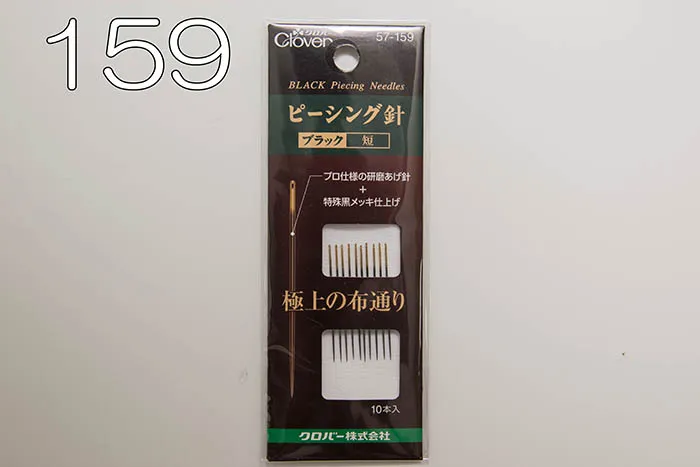 159
クロバー
Clover
57-159
BLACK Piecing Needles
ピーシング針
ブラック 短
プロ仕様の研磨あげ針
+
特殊黒メッキ仕上げ
極上の布通り
10本入
クロバー株式会社